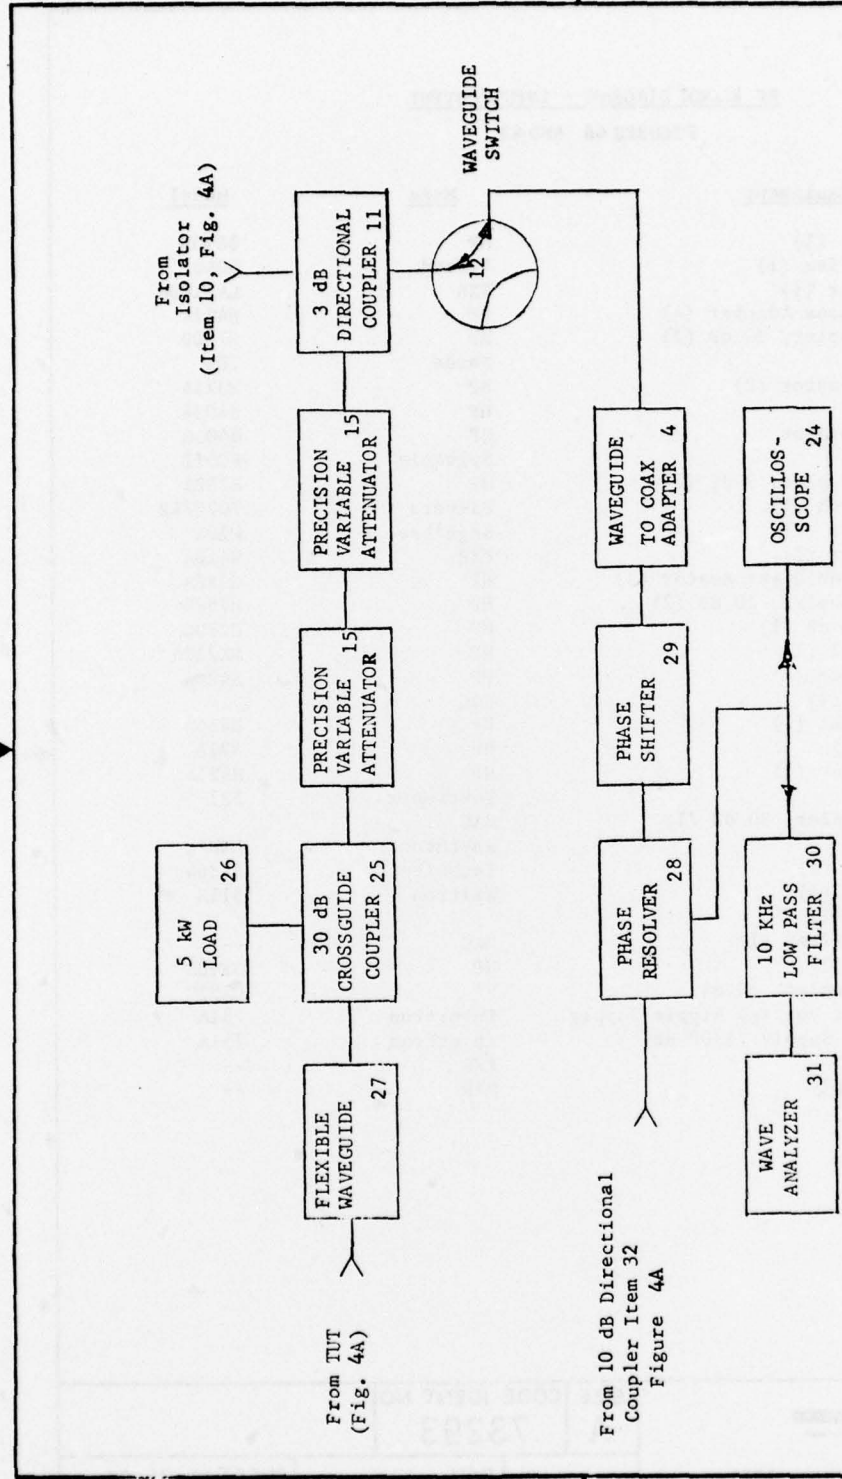 From
Isolator
(Item 10, Fig. 4A)
5 kW
LOAD 26
From TUT
(Fig. 4A)
FLEXIBLE
WAVEGUIDE
27
30 dB
CROSSGUIDE
COUPLER 25
PRECISION
VARIABLE 15
ATTENUATOR
PRECISION
VARIABLE 15
ATTENUATOR
3 dB
DIRECTIONAL
COUPLER 11
12
WAVEGUIDE
SWITCH
From 10 dB Directional
Coupler Item 32
Figure 4A
PHASE
RESOLVER
28
PHASE
SHIFTER
29
WAVEGUIDE
TO COAX
ADAPTER 4
WAVE
ANALYZER
31
10 KHz
LOW PASS
FILTER 30
OSCILLOS-
SCOPE 24